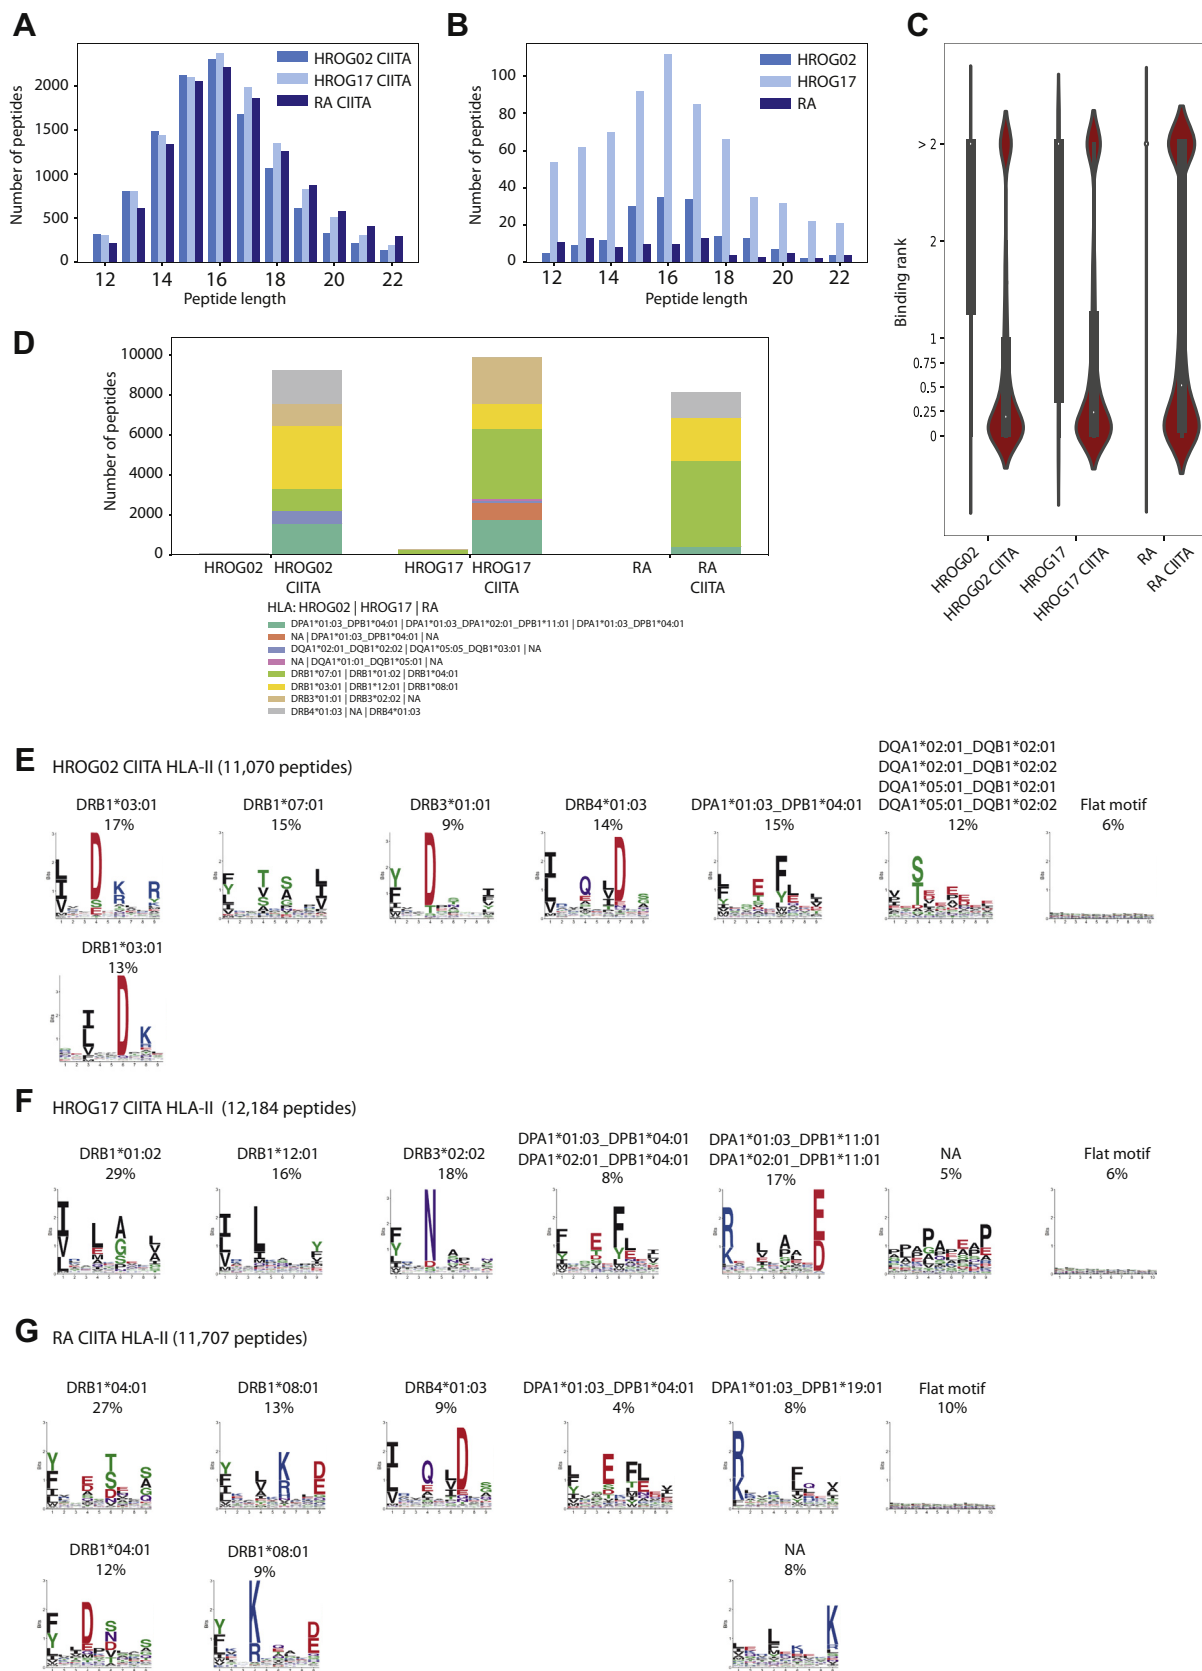 A
HROG02 CIITA
HROG17 CIITA
RA CIITA
Number of peptides
2000
1500
1000
500
0
12 14 16 18 20 22
Peptide length
B
HROG02
HROG17
RA
Number of peptides
100
80
60
40
20
0
12 14 16 18 20 22
Peptide length
C
Binding rank
> 2
2
1
0.75
0.5
0.25
0
HROG02
HROG02 CIITA
HROG17
HROG17 CIITA
RA
RA CIITA
D
Number of peptides
10000
8000
6000
4000
2000
0
HROG02
HROG02 CIITA
HROG17
HROG17 CIITA
RA
RA CIITA
HLA: HROG02 | HROG17 | RA
DPA1*01:03_DPB1*04:01 | DPA1*01:03_DPA1*02:01_DPB1*11:01 | DPA1*01:03_DPB1*04:01
NA | DPA1*01:03_DPB1*04:01 | NA
DQA1*02:01_DQB1*02:02 | DQA1*05:05_DQB1*03:01 | NA
NA | DQA1*01:01_DQB1*05:01 | NA
DRB1*07:01 | DRB1*01:02 | DRB1*04:01
DRB1*03:01 | DRB1*12:01 | DRB1*08:01
DRB3*01:01 | DRB3*02:02 | NA
DRB4*01:03 | NA | DRB4*01:03
E
HROG02 CIITA HLA-II (11,070 peptides)
DRB1*03:01
17%
DRB1*07:01
15%
DRB3*01:01
9%
DRB4*01:03
14%
DPA1*01:03_DPB1*04:01
15%
DQA1*02:01_DQB1*02:01
DQA1*02:01_DQB1*02:02
DQA1*05:01_DQB1*02:01
DQA1*05:01_DQB1*02:02
12%
Flat motif
6%
DRB1*03:01
13%
F
HROG17 CIITA HLA-II (12,184 peptides)
DRB1*01:02
29%
DRB1*12:01
16%
DRB3*02:02
18%
DPA1*01:03_DPB1*04:01
DPA1*02:01_DPB1*04:01
8%
DPA1*01:03_DPB1*11:01
DPA1*02:01_DPB1*11:01
17%
NA
5%
Flat motif
6%
G
RA CIITA HLA-II (11,707 peptides)
DRB1*04:01
27%
DRB1*08:01
13%
DRB4*01:03
9%
DPA1*01:03_DPB1*04:01
4%
DPA1*01:03_DPB1*19:01
8%
Flat motif
10%
DRB1*04:01
12%
DRB1*08:01
9%
NA
8%